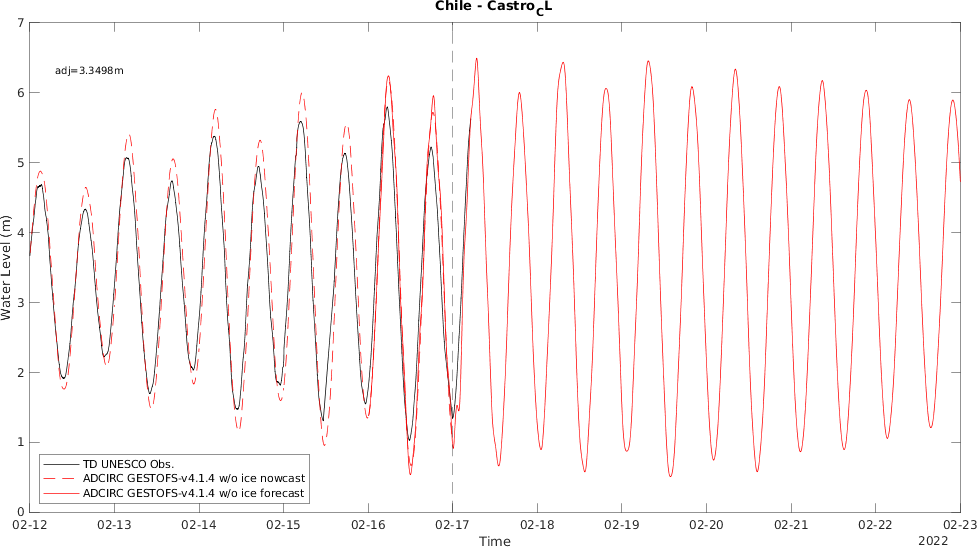 Chile - Castro_CL
7
6
5
4
3
2
1
0
adj=3.3498m
Water Level (m)
TD UNESCO Obs.
ADCIRC GESTOFS-v4.1.4 w/o ice nowcast
ADCIRC GESTOFS-v4.1.4 w/o ice forecast
02-12 02-13 02-14 02-15 02-16 02-17 02-18 02-19 02-20 02-21 02-22 02-23
Time
2022